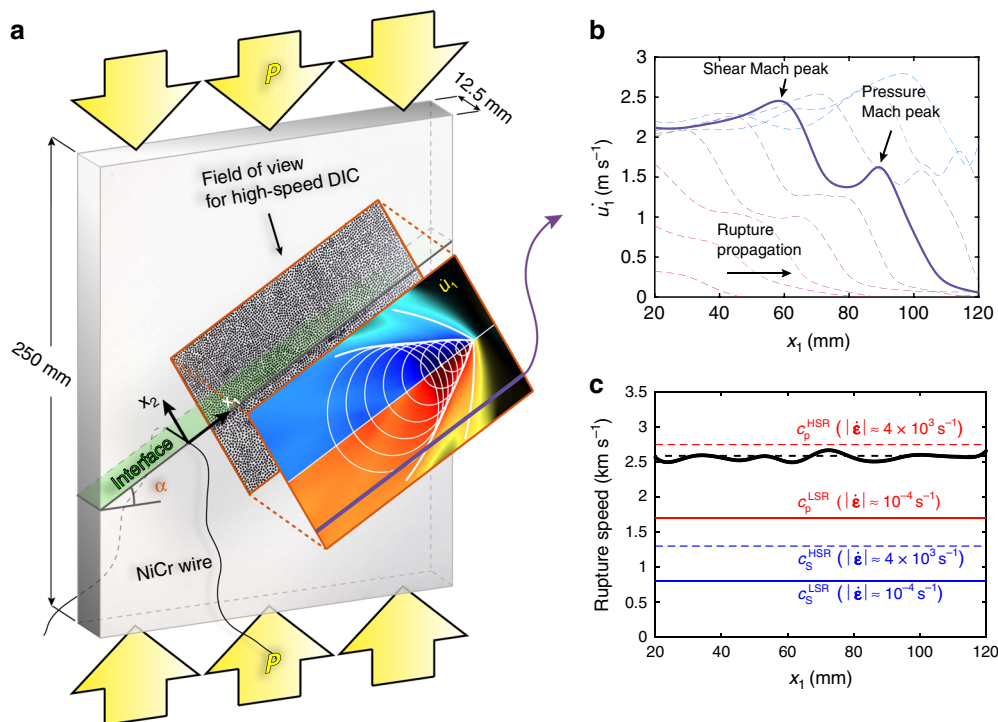 a
P
12.5 mm
Field of view
for high-speed DIC
250 mm
u̇₁
x₂
x₁
Interface
α
NiCr wire
P
b
Shear Mach peak
Pressure
Mach peak
Rupture
propagation
u̇₁ (m s⁻¹)
3
2.5
2
1.5
1
0.5
0
20 40 60 80 100 120
x₁ (mm)
c
cₚᴴˢᴿ ( | ε̇ | ≈ 4 × 10³ s⁻¹)
cₚᴸˢᴿ ( | ε̇ | ≈ 10⁻⁴ s⁻¹)
c_S^HSR ( | ε̇ | ≈ 4 × 10³ s⁻¹)
c_S^LSR ( | ε̇ | ≈ 10⁻⁴ s⁻¹)
Rupture speed (km s⁻¹)
3.5
3
2.5
2
1.5
1
0.5
0
20 40 60 80 100 120
x₁ (mm)